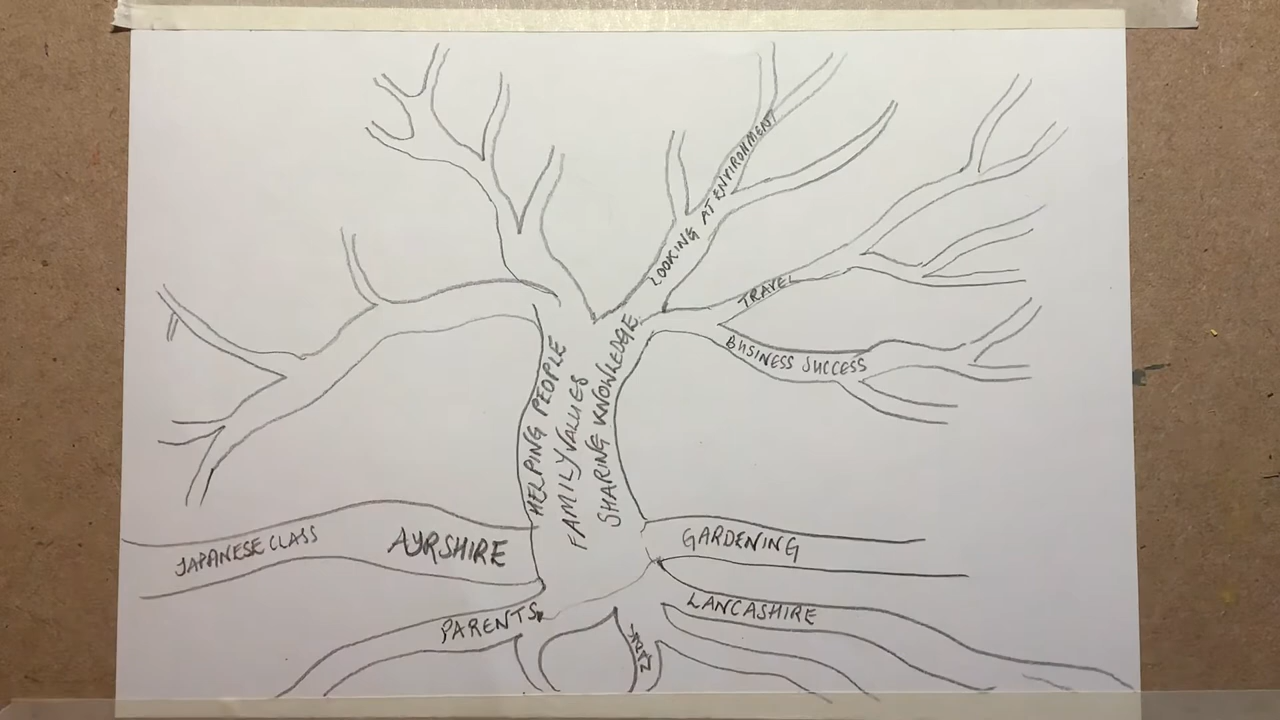 LOOKING AT ENVIRONMENT
TRAVEL
BUSINESS SUCCESS
HELPING PEOPLE
FAMILY VALUES
SHARING KNOWLEDGE
JAPANESE CLASS
AYRSHIRE
GARDENING
PARENTS
LANCASHIRE